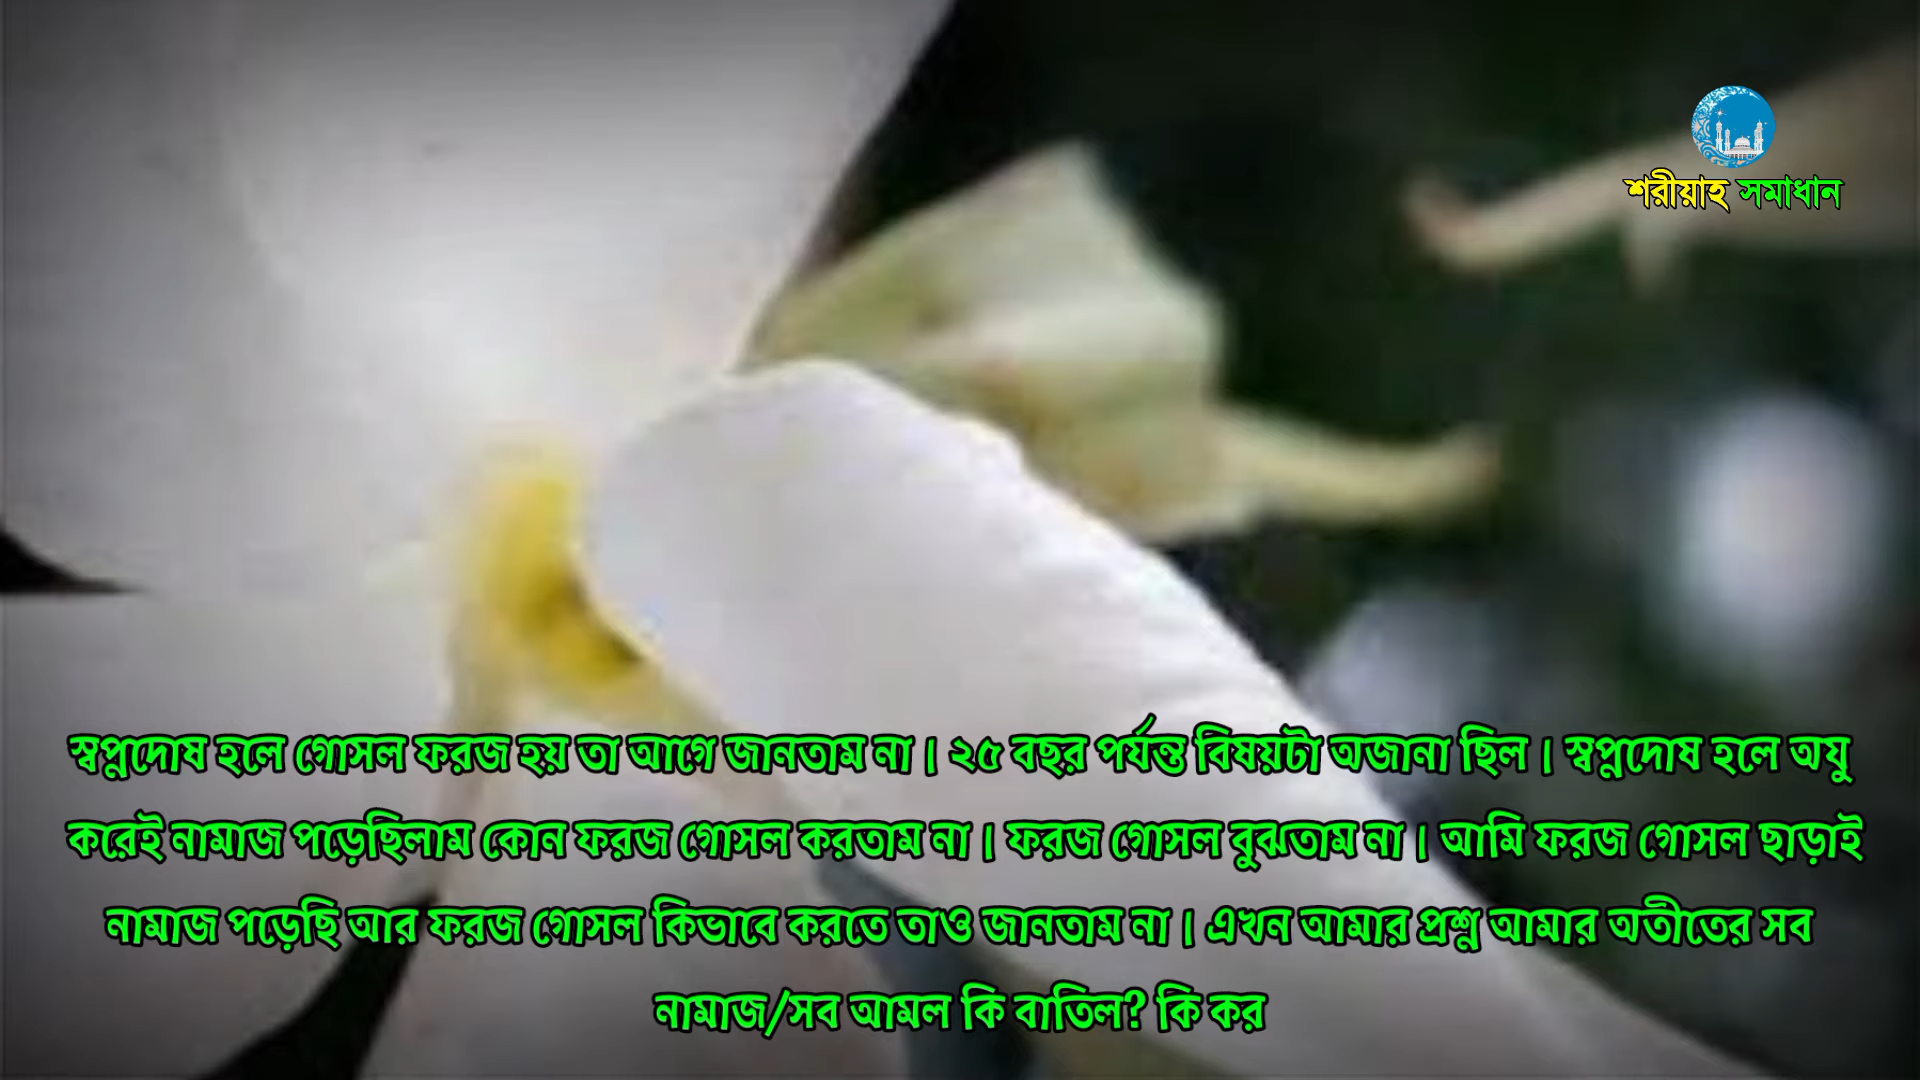 শরীয়াহ সমাধান
স্বপ্নদোষ হলে গোসল ফরজ হয় তা আগে জানতাম না। ২৫ বছর পর্যন্ত বিষয়টা অজানা ছিল। স্বপ্নদোষ হলে অযু
করেই নামাজ পড়েছিলাম কোন ফরজ গোসল করতাম না। ফরজ গোসল বুঝতাম না। আমি ফরজ গোসল ছাড়াই
নামাজ পড়েছি আর ফরজ গোসল কিভাবে করতে তাও জানতাম না। এখন আমার প্রশ্ন আমার অতীতের সব
নামাজ/সব আমল কি বাতিল? কি কর